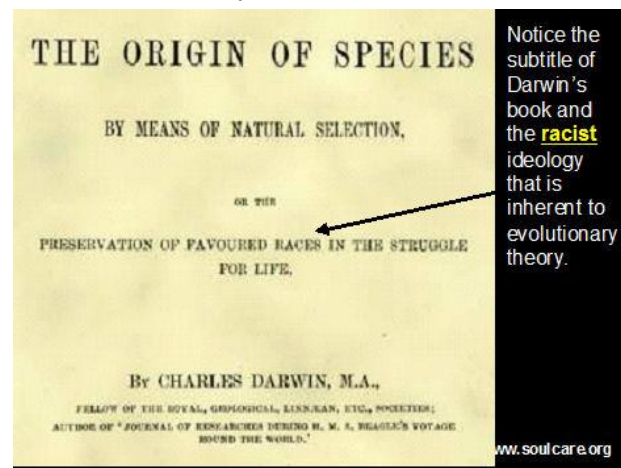 THE ORIGIN OF SPECIES
BY MEANS OF NATURAL SELECTION,
OR THE
PRESERVATION OF FAVOURED RACES IN THE STRUGGLE
FOR LIFE.
By CHARLES DARWIN, M.A.,
FELLOW OF THE ROYAL, GEOLOGICAL, LINNÆAN, ETC., SOCIETIES;
AUTHOR OF 'JOURNAL OF RESEARCHES DURING H. M. S. BEAGLE'S VOYAGE
ROUND THE WORLD.'
Notice the
subtitle of
Darwin's
book and
the racist
ideology
that is
inherent to
evolutionary
theory.
ww.soulcare.org